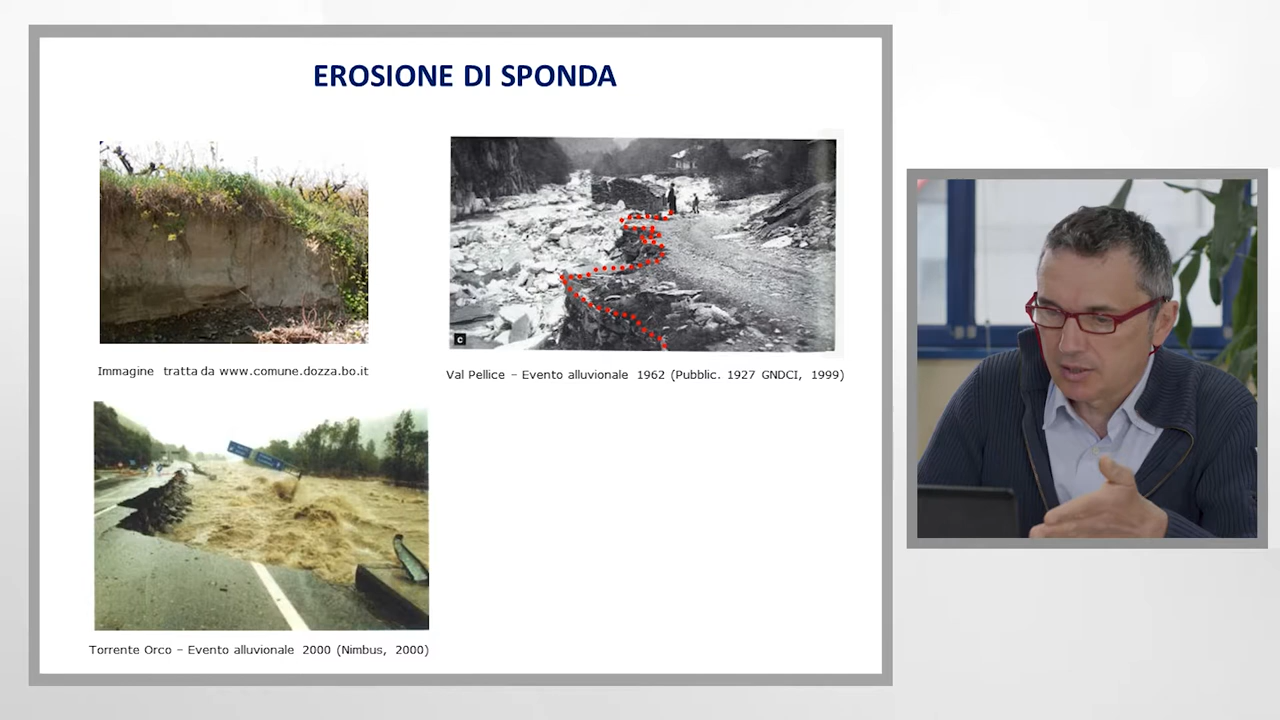 EROSIONE DI SPONDA
Immagine tratta da www.comune.dozza.bo.it
Val Pellice – Evento alluvionale 1962 (Pubblic. 1927 GNDCI, 1999)
C
Torrente Orco – Evento alluvionale 2000 (Nimbus, 2000)